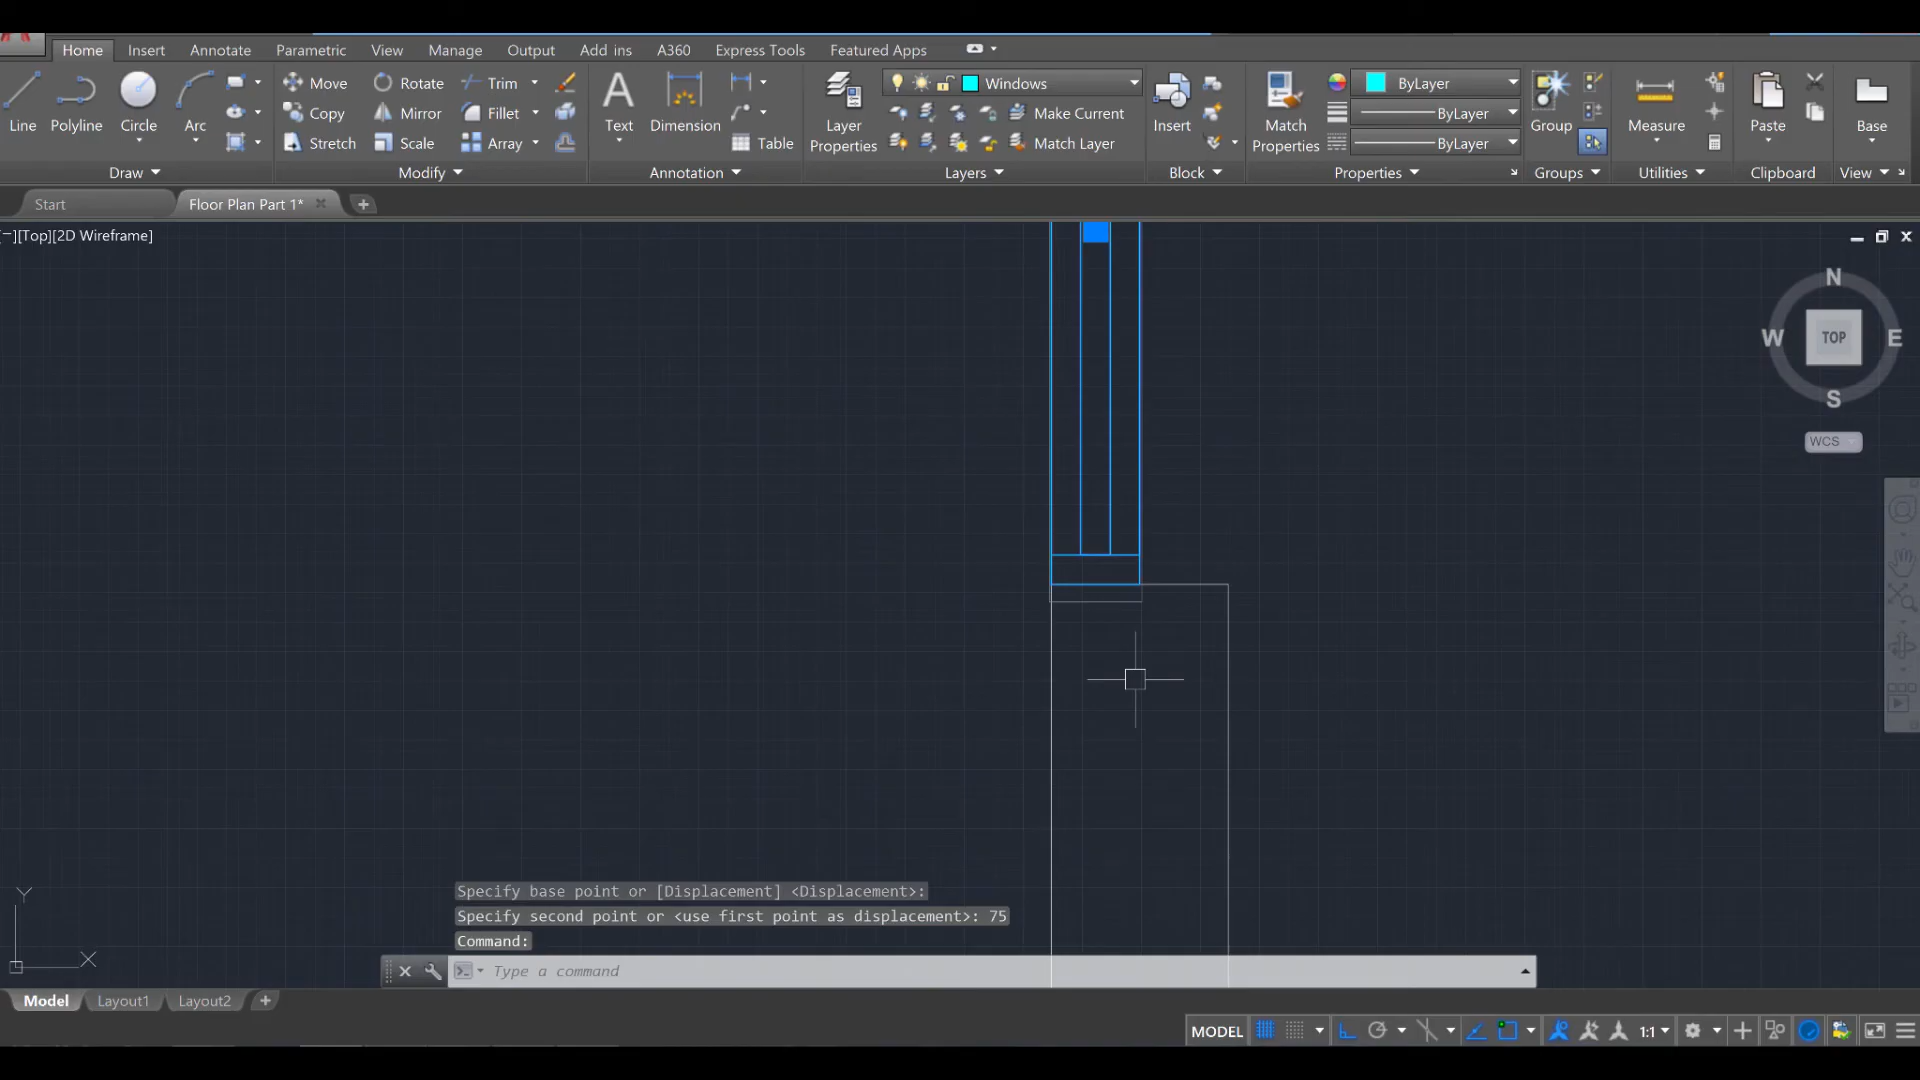 Home Insert Annotate Parametric View Manage Output Add ins A360 Express Tools Featured Apps
Line Polyline Circle Arc
Move Rotate Trim
Copy Mirror Fillet
Stretch Scale Array
Text Dimension Table
Layer Properties
Windows
Make Current
Match Layer
Insert
Match Properties
ByLayer
ByLayer
ByLayer
Group Measure Paste Base
Draw Modify Annotation Layers Block Properties Groups Utilities Clipboard View
Start Floor Plan Part 1*
[−][Top][2D Wireframe]
N
W TOP E
S
WCS
Y
X
Specify base point or [Displacement] <Displacement>:
Specify second point or <use first point as displacement>: 75
Command:
Type a command
Model Layout1 Layout2
MODEL 1:1